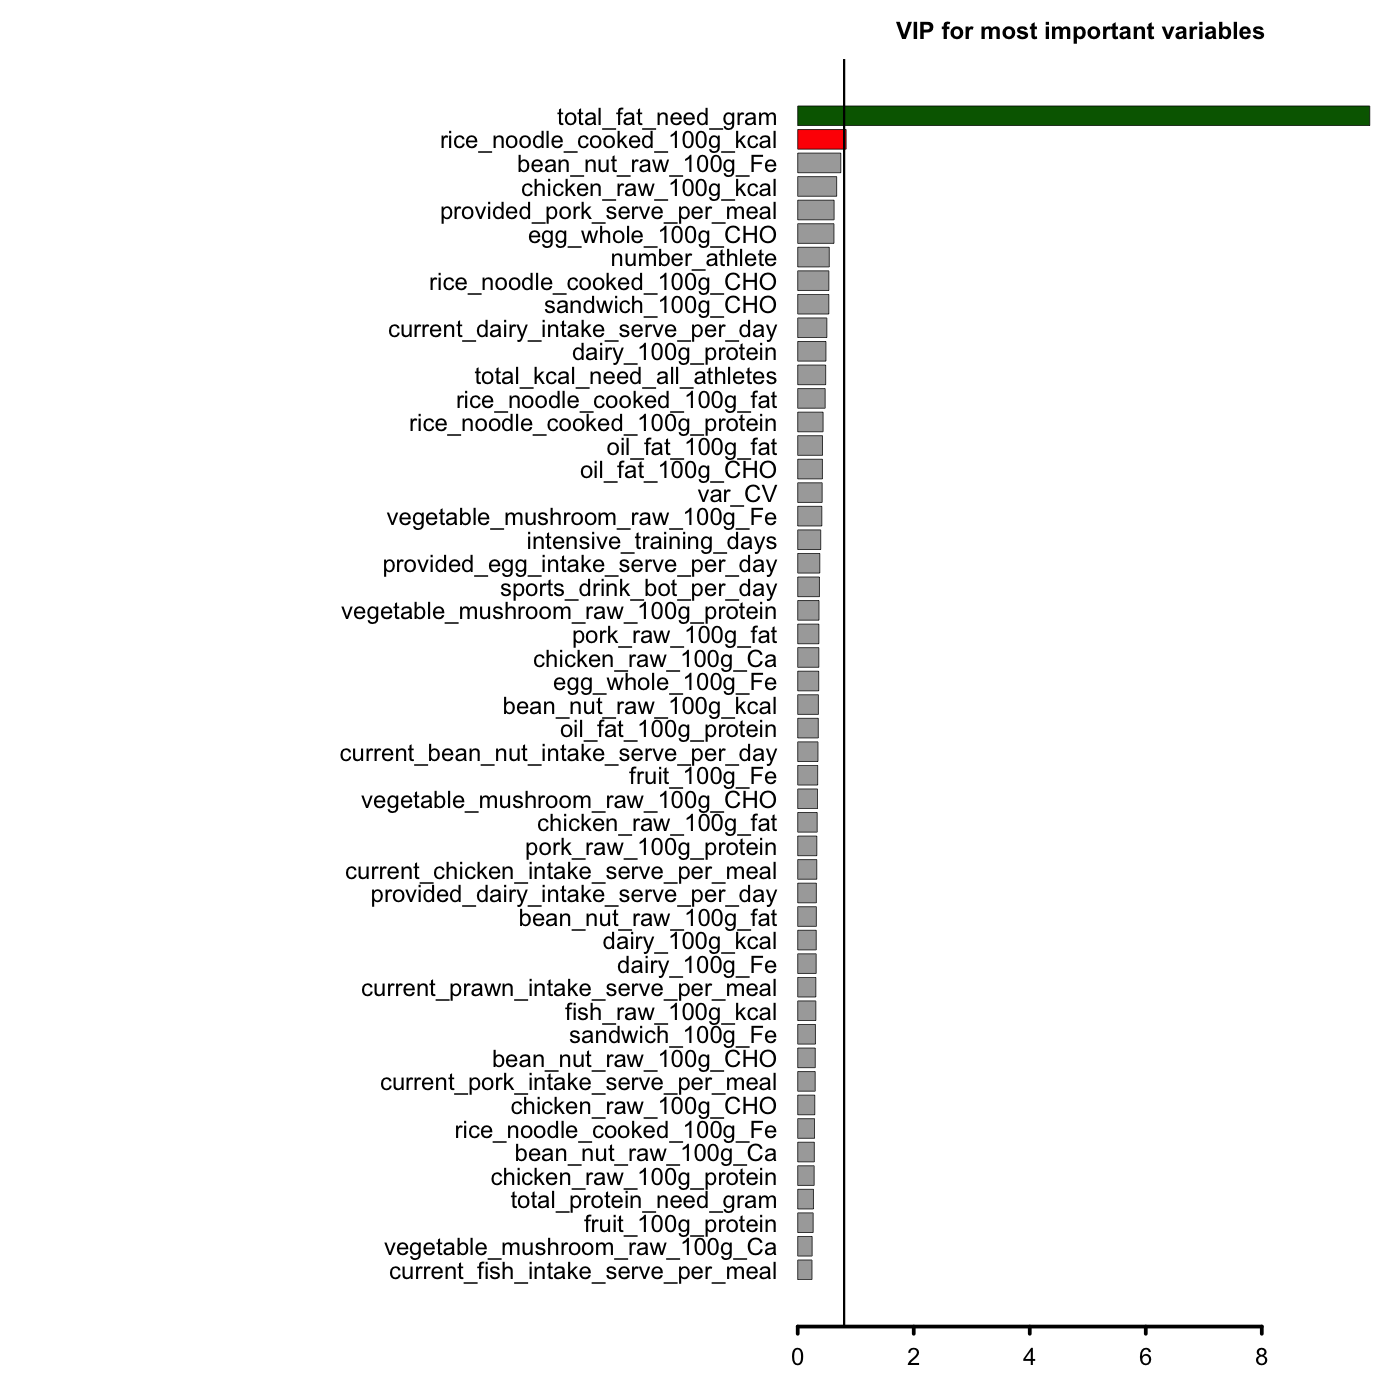 VIP for most important variables
total_fat_need_gram
rice_noodle_cooked_100g_kcal
bean_nut_raw_100g_Fe
chicken_raw_100g_kcal
provided_pork_serve_per_meal
egg_whole_100g_CHO
number_athlete
rice_noodle_cooked_100g_CHO
sandwich_100g_CHO
current_dairy_intake_serve_per_day
dairy_100g_protein
total_kcal_need_all_athletes
rice_noodle_cooked_100g_fat
rice_noodle_cooked_100g_protein
oil_fat_100g_fat
oil_fat_100g_CHO
var_CV
vegetable_mushroom_raw_100g_Fe
intensive_training_days
provided_egg_intake_serve_per_day
sports_drink_bot_per_day
vegetable_mushroom_raw_100g_protein
pork_raw_100g_fat
chicken_raw_100g_Ca
egg_whole_100g_Fe
bean_nut_raw_100g_kcal
oil_fat_100g_protein
current_bean_nut_intake_serve_per_day
fruit_100g_Fe
vegetable_mushroom_raw_100g_CHO
chicken_raw_100g_fat
pork_raw_100g_protein
current_chicken_intake_serve_per_meal
provided_dairy_intake_serve_per_day
bean_nut_raw_100g_fat
dairy_100g_kcal
dairy_100g_Fe
current_prawn_intake_serve_per_meal
fish_raw_100g_kcal
sandwich_100g_Fe
bean_nut_raw_100g_CHO
current_pork_intake_serve_per_meal
chicken_raw_100g_CHO
rice_noodle_cooked_100g_Fe
bean_nut_raw_100g_Ca
chicken_raw_100g_protein
total_protein_need_gram
fruit_100g_protein
vegetable_mushroom_raw_100g_Ca
current_fish_intake_serve_per_meal
0 2 4 6 8